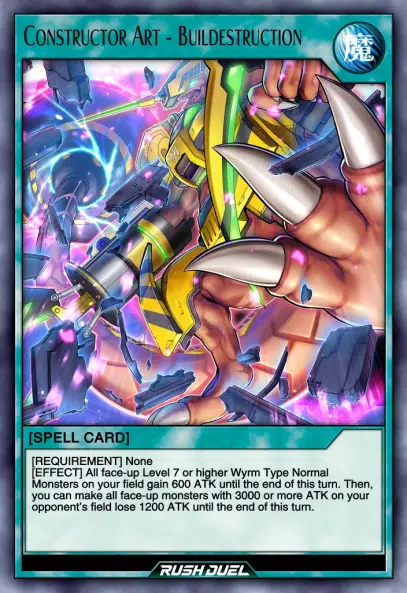 Constructor Art - Buildestruction
魔
[SPELL CARD]
[REQUIREMENT] None
[EFFECT] All face-up Level 7 or higher Wyrm Type Normal
Monsters on your field gain 600 ATK until the end of this turn. Then,
you can make all face-up monsters with 3000 or more ATK on your
opponent's field lose 1200 ATK until the end of this turn.
RUSH DUEL